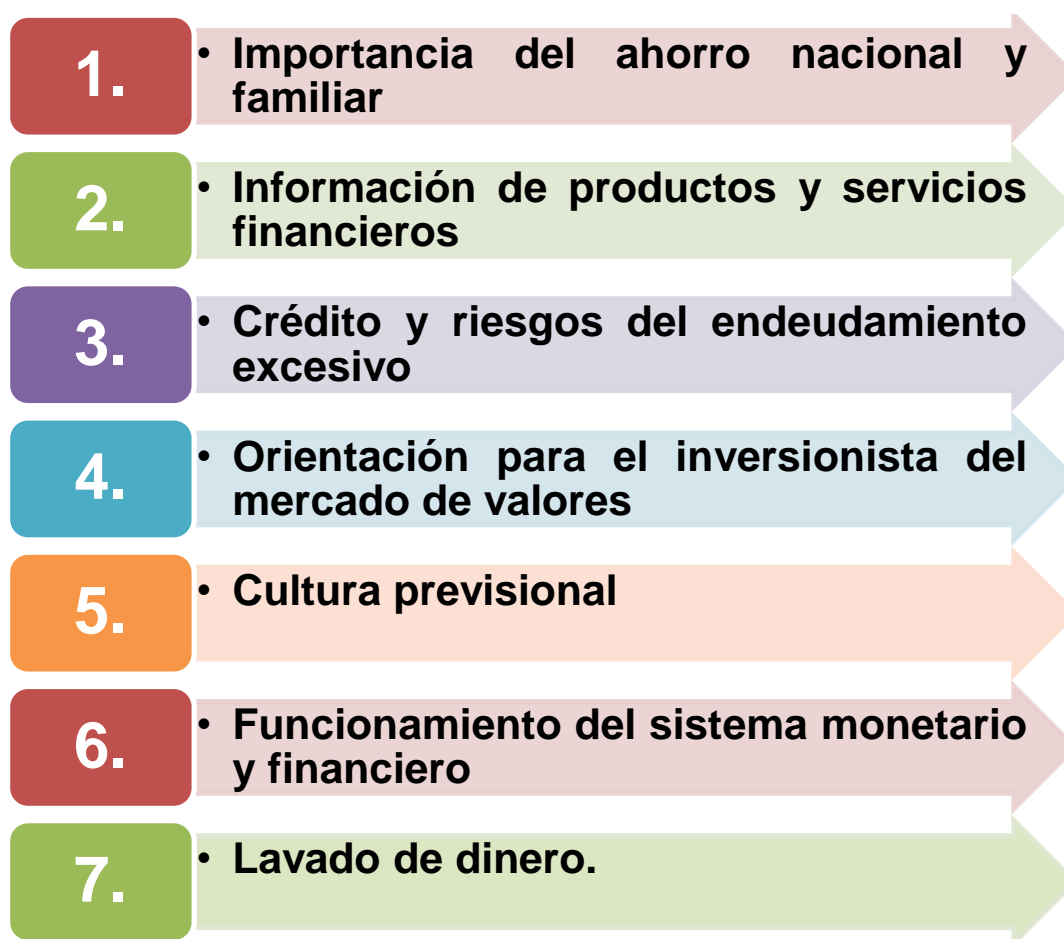 1.
• Importancia del ahorro nacional y
familiar
2.
• Información de productos y servicios
financieros
3.
• Crédito y riesgos del endeudamiento
excesivo
4.
• Orientación para el inversionista del
mercado de valores
5.
• Cultura previsional
6.
• Funcionamiento del sistema monetario
y financiero
7.
• Lavado de dinero.